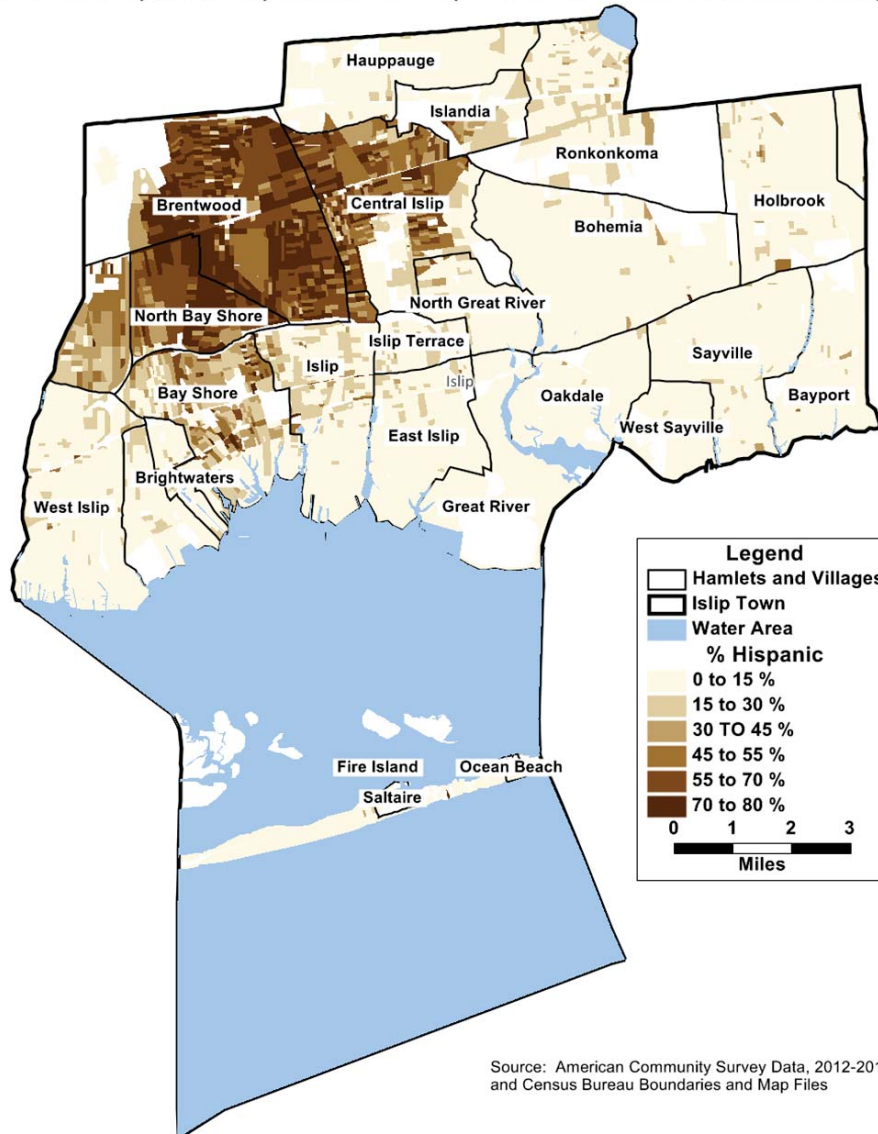 Hauppauge
Islandia
Ronkonkoma
Brentwood
Central Islip
Holbrook
Bohemia
North Great River
North Bay Shore
Islip Terrace
Islip
Sayville
Islip
Bay Shore
Oakdale
Bayport
West Sayville
East Islip
Brightwaters
West Islip
Great River
Legend
Hamlets and Villages
Islip Town
Water Area
% Hispanic
0 to 15 %
15 to 30 %
30 TO 45 %
45 to 55 %
55 to 70 %
70 to 80 %
0 1 2 3
Miles
Fire Island
Ocean Beach
Saltaire
Source: American Community Survey Data, 2012-201
and Census Bureau Boundaries and Map Files